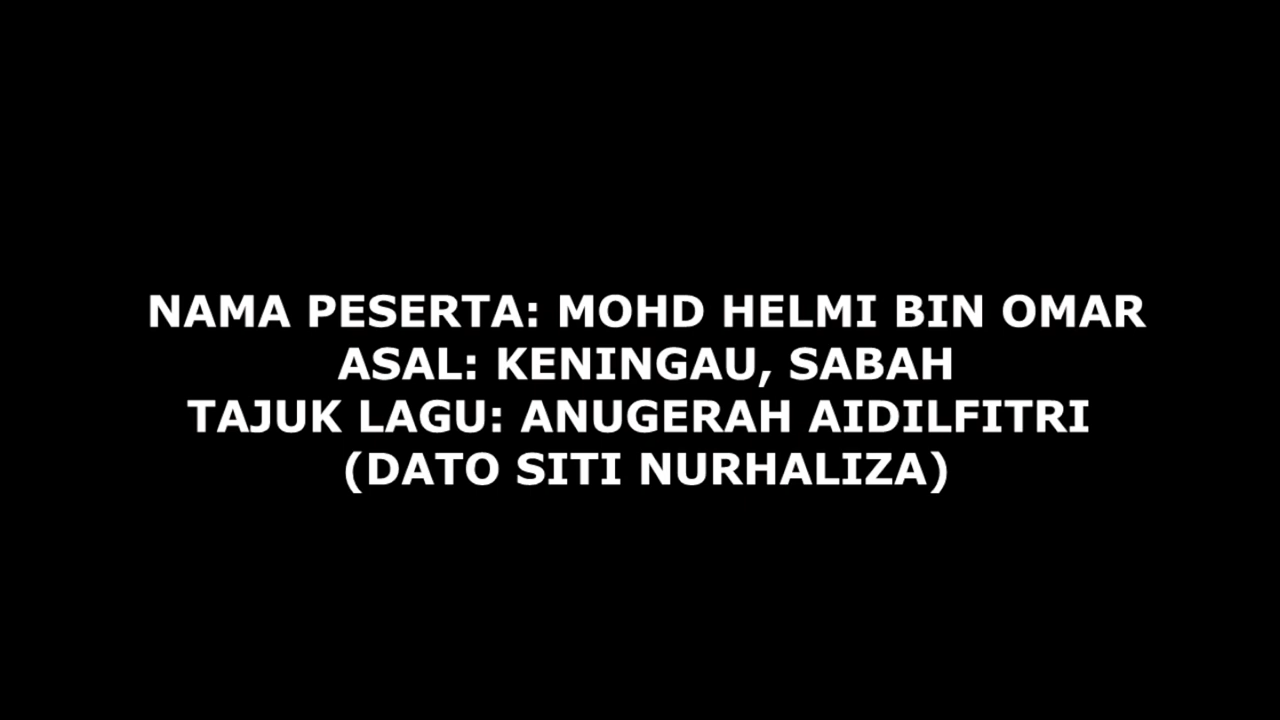 NAMA PESERTA: MOHD HELMI BIN OMAR
ASAL: KENINGAU, SABAH
TAJUK LAGU: ANUGERAH AIDILFITRI
(DATO SITI NURHALIZA)